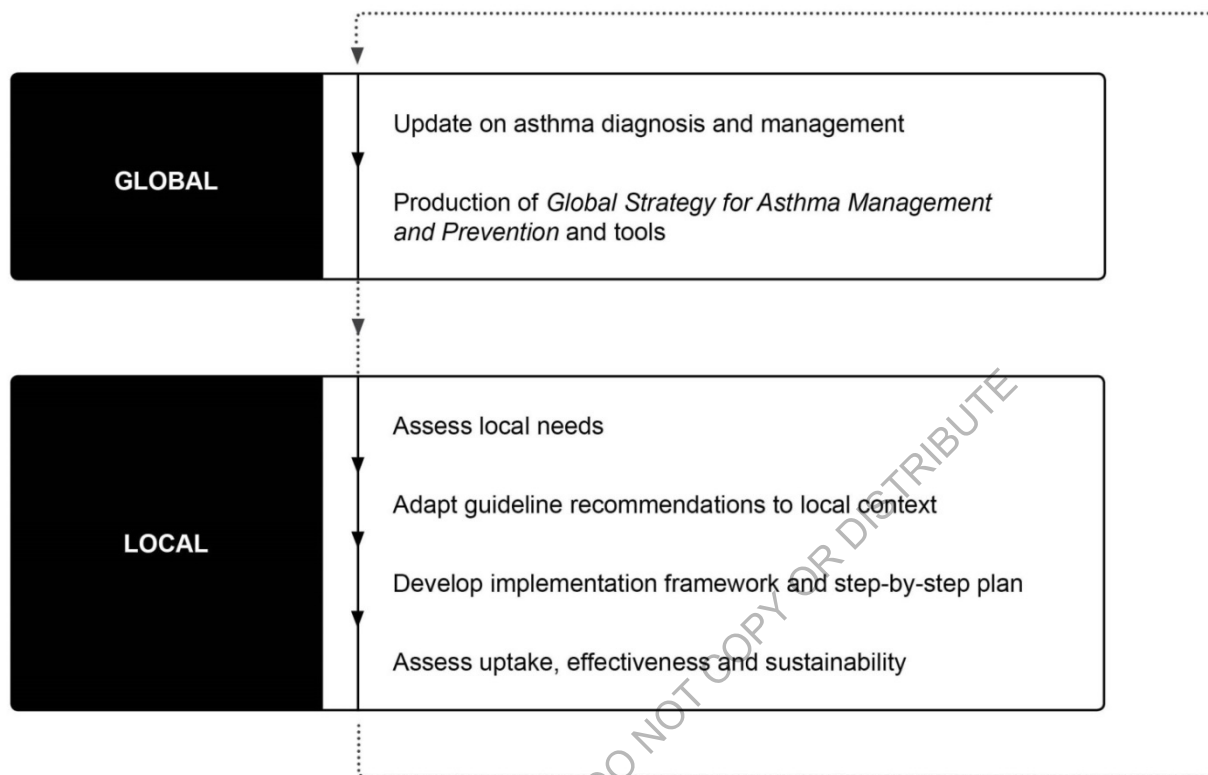 GLOBAL
Update on asthma diagnosis and management
Production of Global Strategy for Asthma Management
and Prevention and tools
LOCAL
Assess local needs
Adapt guideline recommendations to local context
Develop implementation framework and step-by-step plan
Assess uptake, effectiveness and sustainability
DO NOT COPY OR DISTRIBUTE